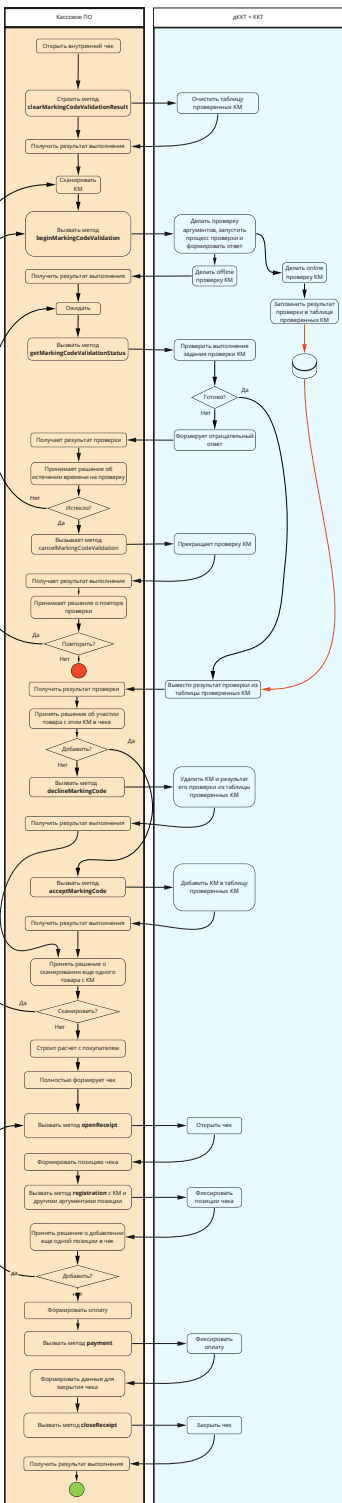 Кассовое ПО
дККТ + ККТ
Открыть внутренний чек
Строить метод
clearMarkingCodeValidationResult
Очистить таблицу
проверенных КМ
Получить результат выполнения
Сканировать
КМ
Вызвать метод
beginMarkingCodeValidation
Делать проверку
аргументов, запустить
процесс проверки и
формировать ответ
Получить результат выполнения
Делать offline
проверку КМ
Делать online
проверку КМ
Ожидать
Запомнить результат
проверки в таблице
проверенных КМ
Вызвать метод
getMarkingCodeValidationStatus
Проверить выполнение
задания проверки КМ
Готово?
Да
Нет
Получает результат проверки
Формирует отрицательный
ответ
Принимает решение об
истечении времени на проверку
Нет
Истекло?
Да
Вызывает метод
cancelMarkingCodeValidation
Прекращает проверку КМ
Получает результат выполнения
Принимает решение о повторе
проверки
Да
Повторить?
Нет
Получить результат проверки
Вывести результат проверки из
таблицы проверенных КМ
Принять решение об участии
товара с этим КМ в чеке
Да
Добавить?
Нет
Вызвать метод
declineMarkingCode
Удалить КМ и результат
его проверки из таблицы
проверенных КМ
Получить результат выполнения
Вызвать метод
acceptMarkingCode
Добавить КМ в таблицу
проверенных КМ
Получить результат выполнения
Принять решение о
сканировании еще одного
товара с КМ
Да
Сканировать?
Нет
Строит расчет с покупателем
Полностью формирует чек
Вызвать метод openReceipt
Открыть чек
Формировать позицию чека
Вызвать метод registration с КМ и
другими аргументами позиции
Фиксировать
позиции чека
Принять решение о добавлении
еще одной позиции в чек
да
Добавить?
нет
Формировать оплату
Вызвать метод payment
Фиксировать
оплату
Формировать данные для
закрытия чека
Вызвать метод closeReceipt
Закрыть чек
Получить результат выполнения